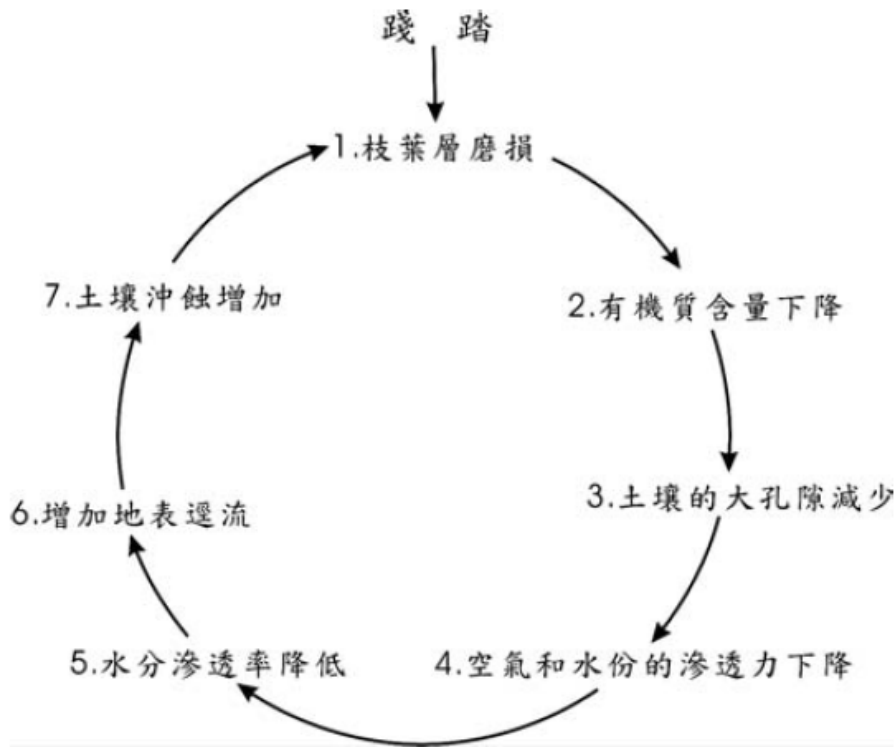 踐 踏
1.枝葉層磨損
2.有機質含量下降
3.土壤的大孔隙減少
4.空氣和水份的滲透力下降
5.水分滲透率降低
6.增加地表逕流
7.土壤沖蝕增加